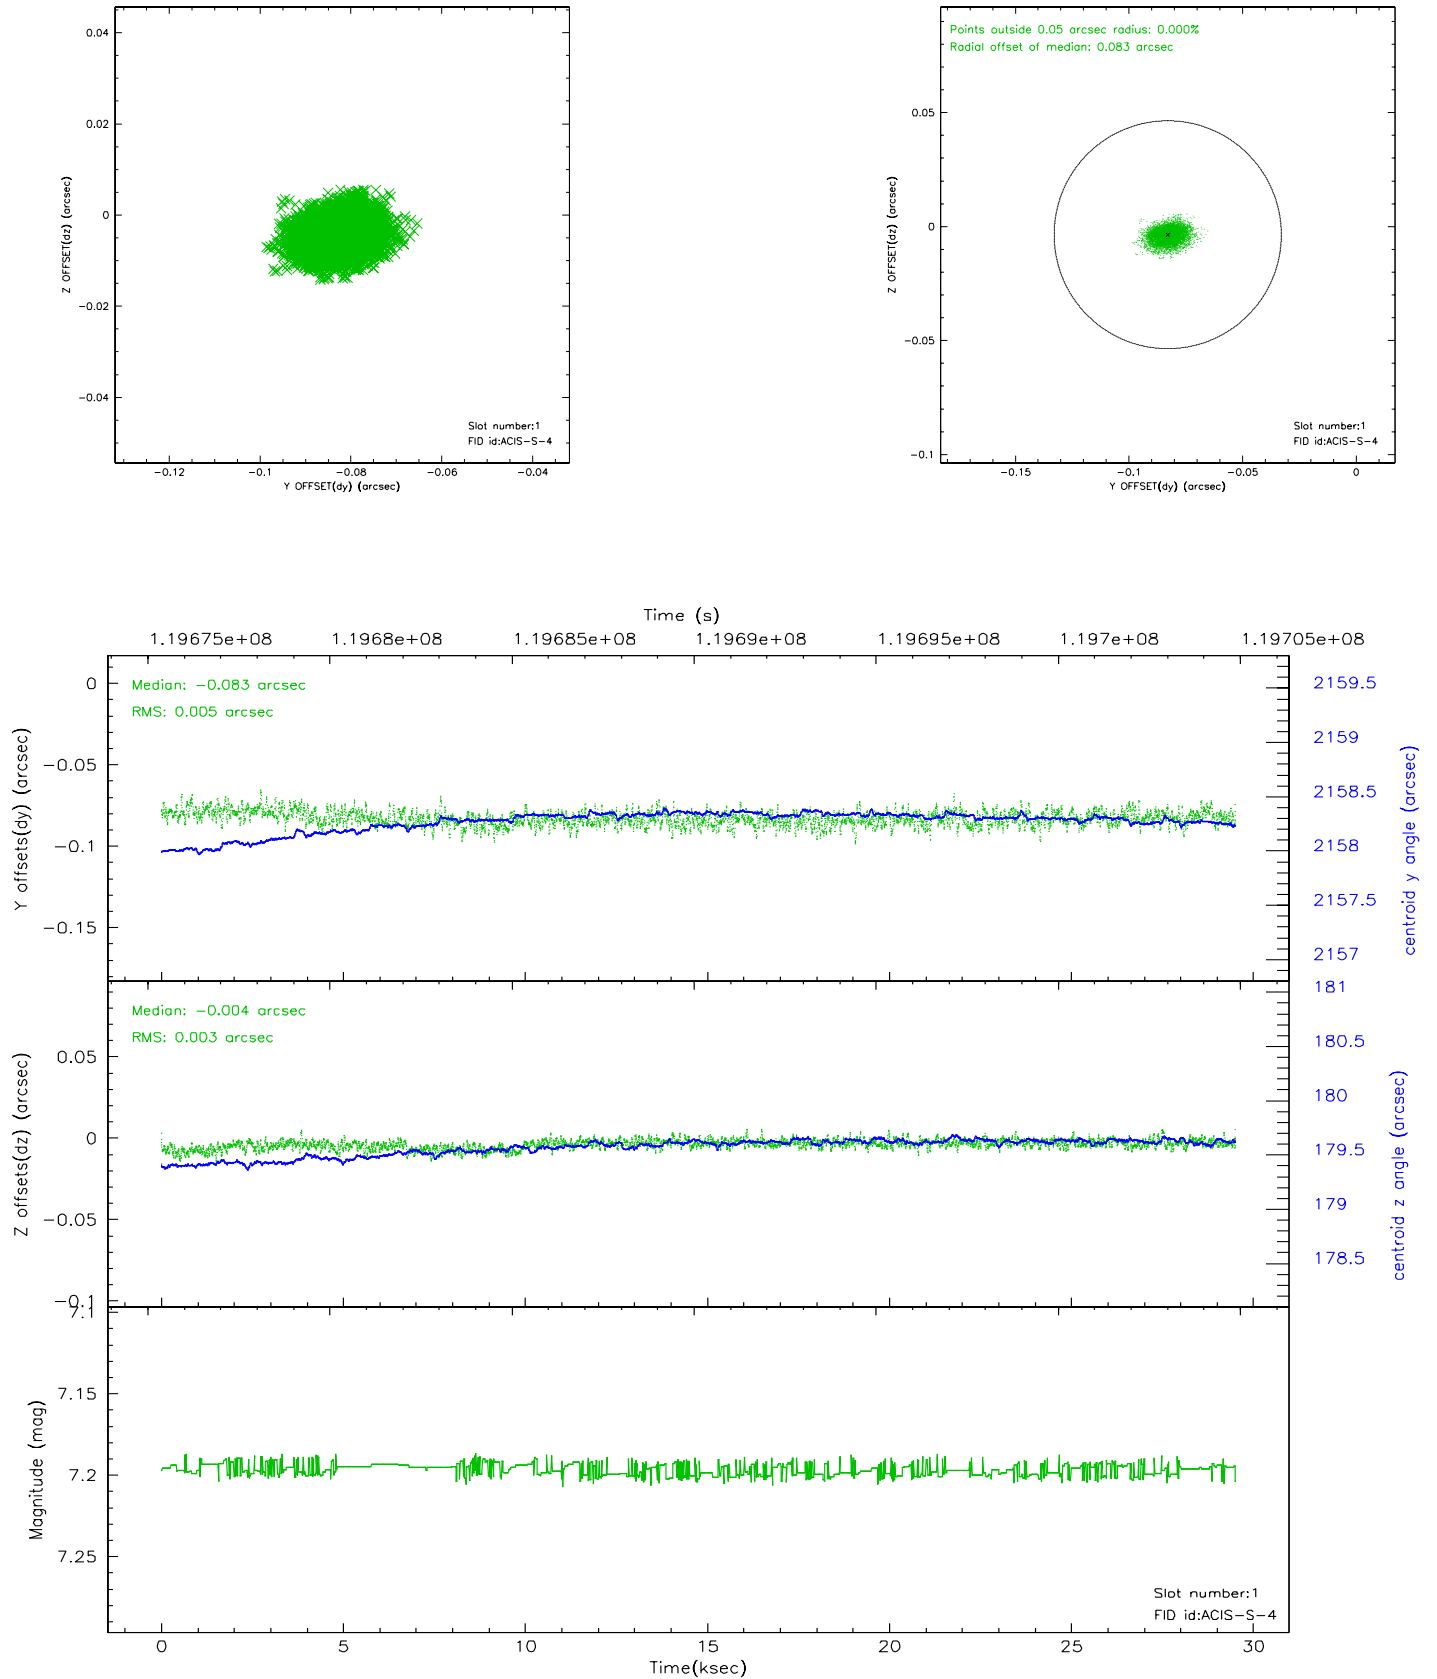 0.04
0.02
0
-0.02
-0.04
Z OFFSET(dz) (arcsec)
Slot number:1
FID id:ACIS-S-4
-0.12 -0.1 -0.08 -0.06 -0.04
Y OFFSET(dy) (arcsec)
Points outside 0.05 arcsec radius: 0.000%
Radial offset of median: 0.083 arcsec
0.05
0
-0.05
-0.1
Z OFFSET(dz) (arcsec)
Slot number:1
FID id:ACIS-S-4
-0.15 -0.1 -0.05 0
Y OFFSET(dy) (arcsec)
Time (s)
1.19675e+08 1.1968e+08 1.19685e+08 1.1969e+08 1.19695e+08 1.197e+08 1.19705e+08
Median: -0.083 arcsec
RMS: 0.005 arcsec
0
-0.05
-0.1
-0.15
Y offsets(dy) (arcsec)
2159.5
2159
2158.5
2158
2157.5
2157
centroid y angle (arcsec)
Median: -0.004 arcsec
RMS: 0.003 arcsec
0.05
0
-0.05
-0.1
Z offsets(dz) (arcsec)
181
180.5
180
179.5
179
178.5
centroid z angle (arcsec)
7.1
7.15
7.2
7.25
Magnitude (mag)
Slot number:1
FID id:ACIS-S-4
0 5 10 15 20 25 30
Time(ksec)